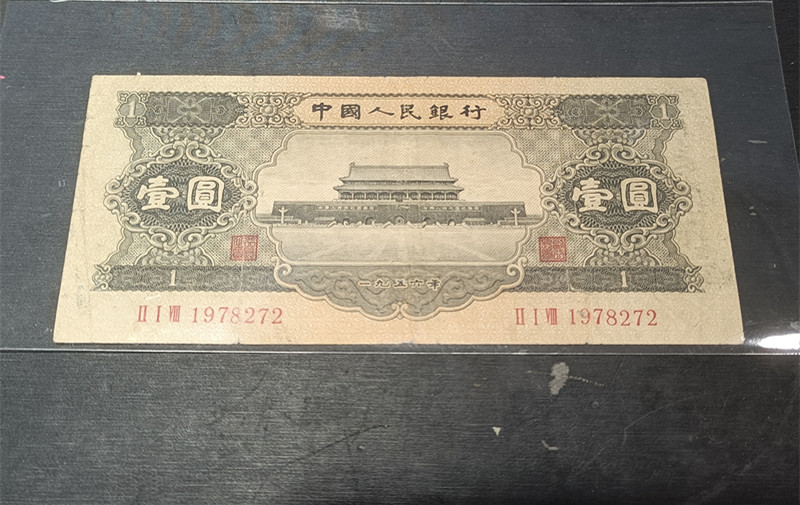 1 中國人民銀行 1
壹圓 壹圓
1 一九五六年 1
II I VIII 1978272 II I VIII 1978272